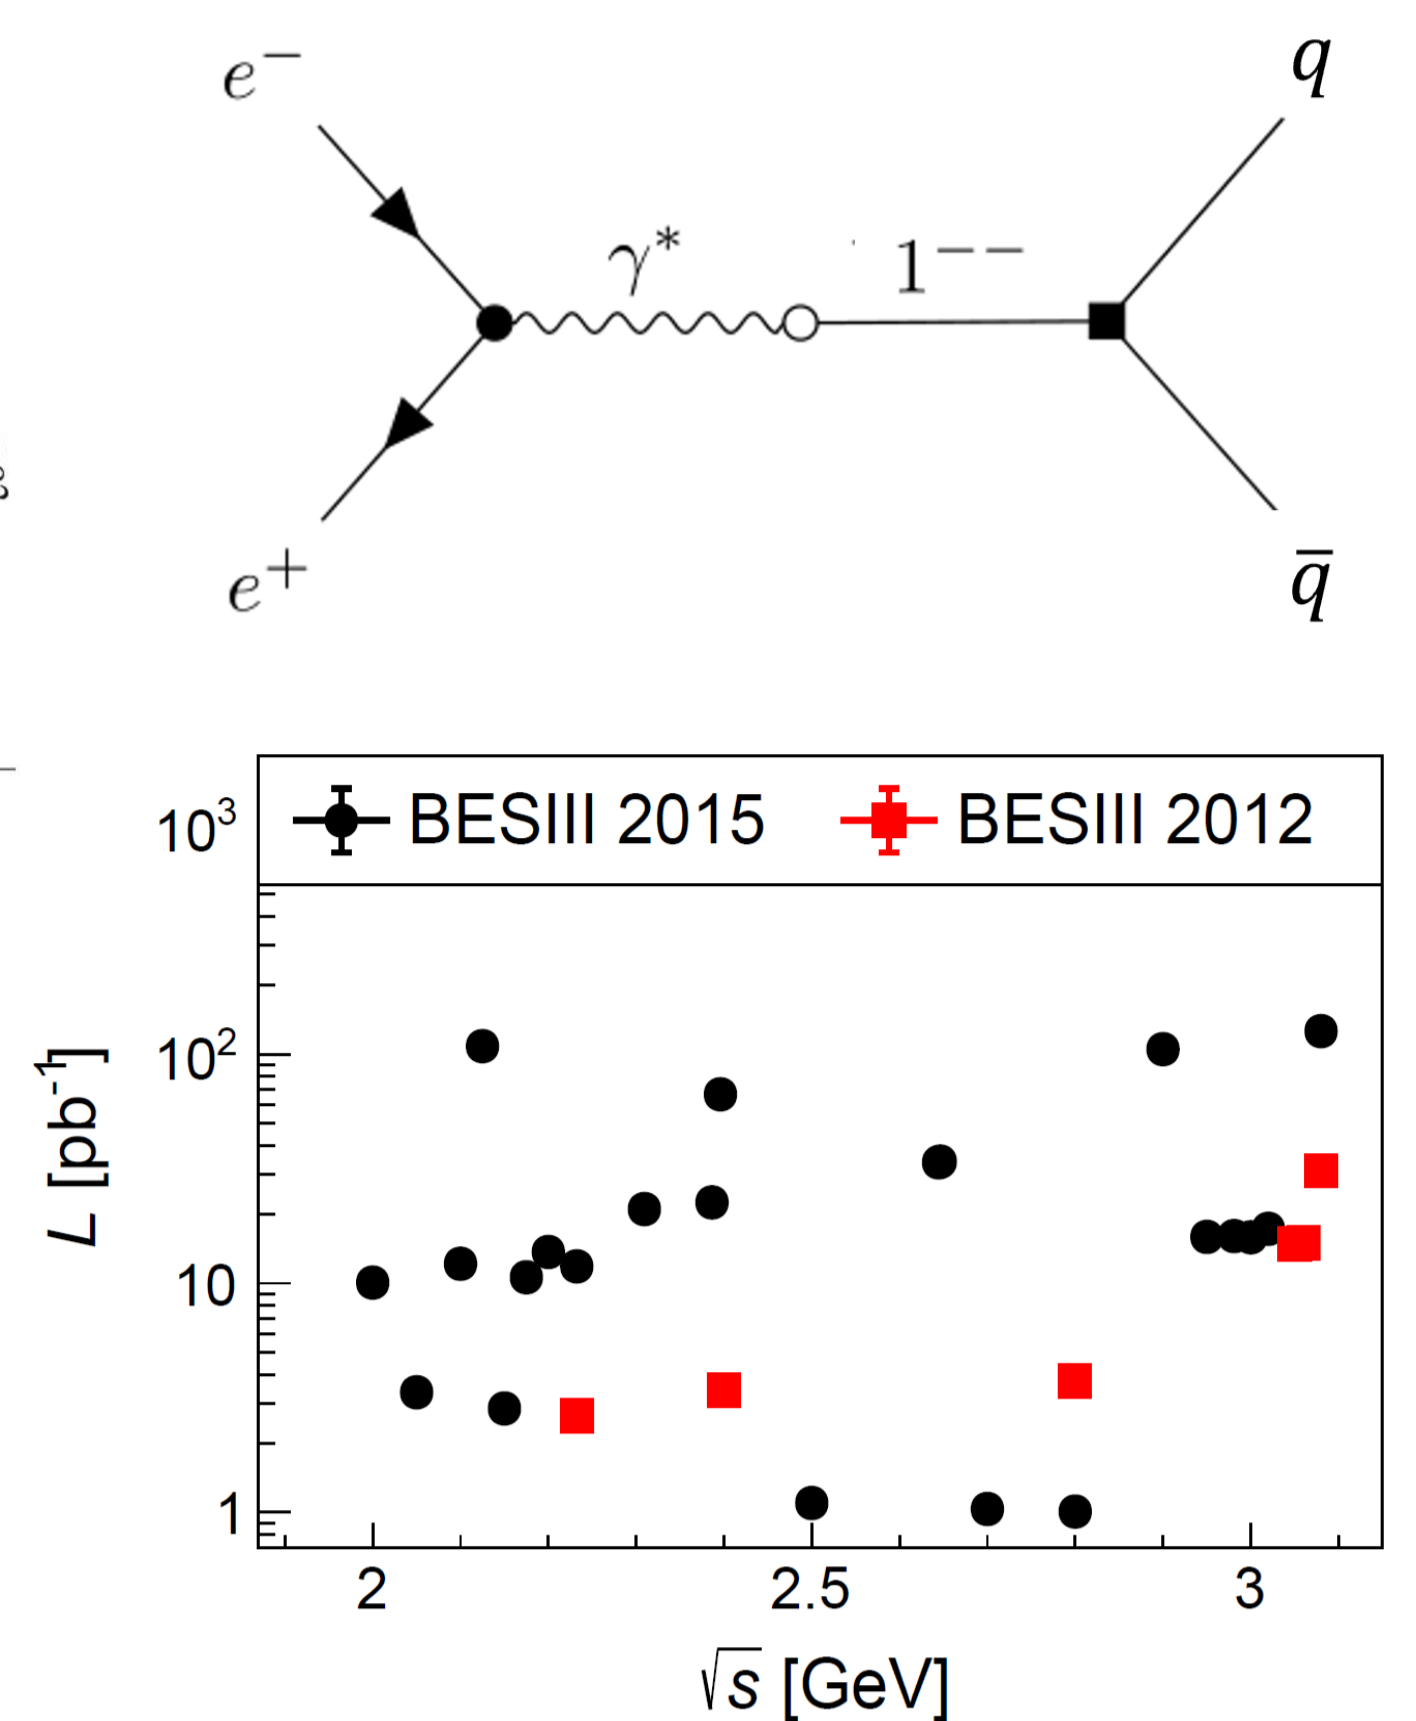 e⁻ q
γ* 1⁻⁻
e⁺ q̅
BESIII 2015 BESIII 2012
10³
10²
10
1
L [pb⁻¹]
2 2.5 3
√s [GeV]